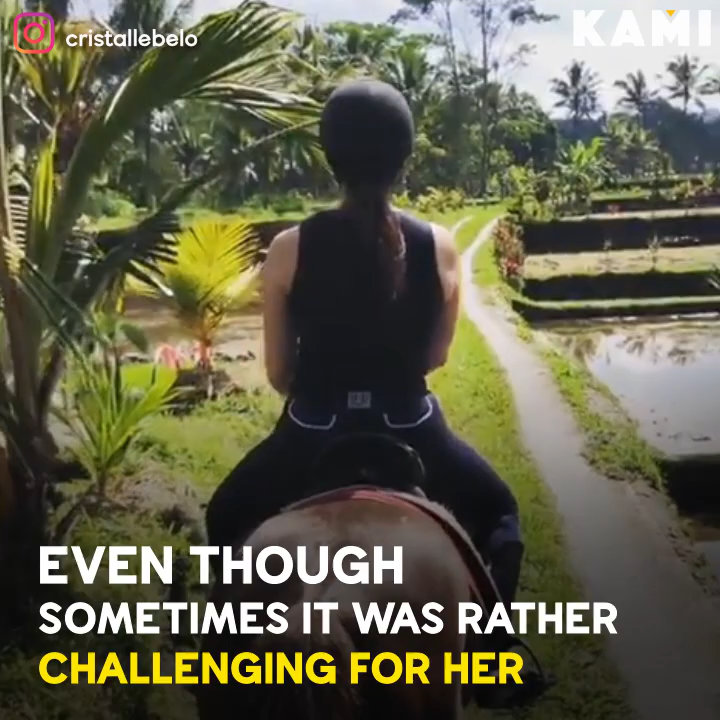 cristallebelo
KAMI
EVEN THOUGH
SOMETIMES IT WAS RATHER
CHALLENGING FOR HER